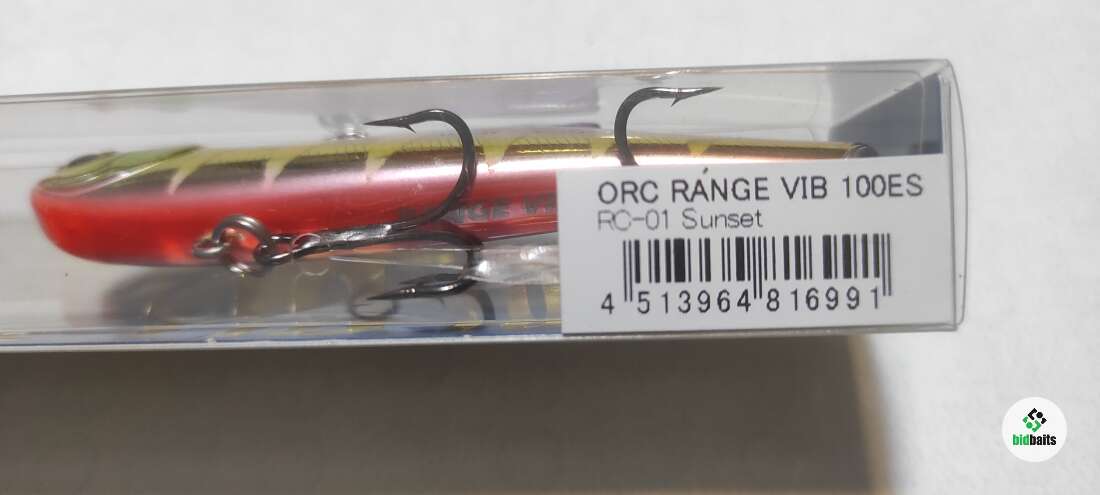 ORC RANGE VIB 100ES
RC-01 Sunset
4 513964 816991
bidbaits